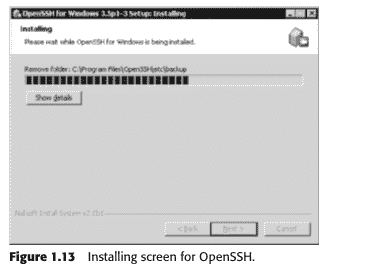 OpenSSH for Windows 3.5p1-3 Setup: Installing
Installing
Please wait while OpenSSH for Windows is being installed.
Remove folder: C:\Program Files\OpenSSH\etc\backup
Show details
Nullsoft Install System
< Back
Next >
Cancel
Figure 1.13 Installing screen for OpenSSH.